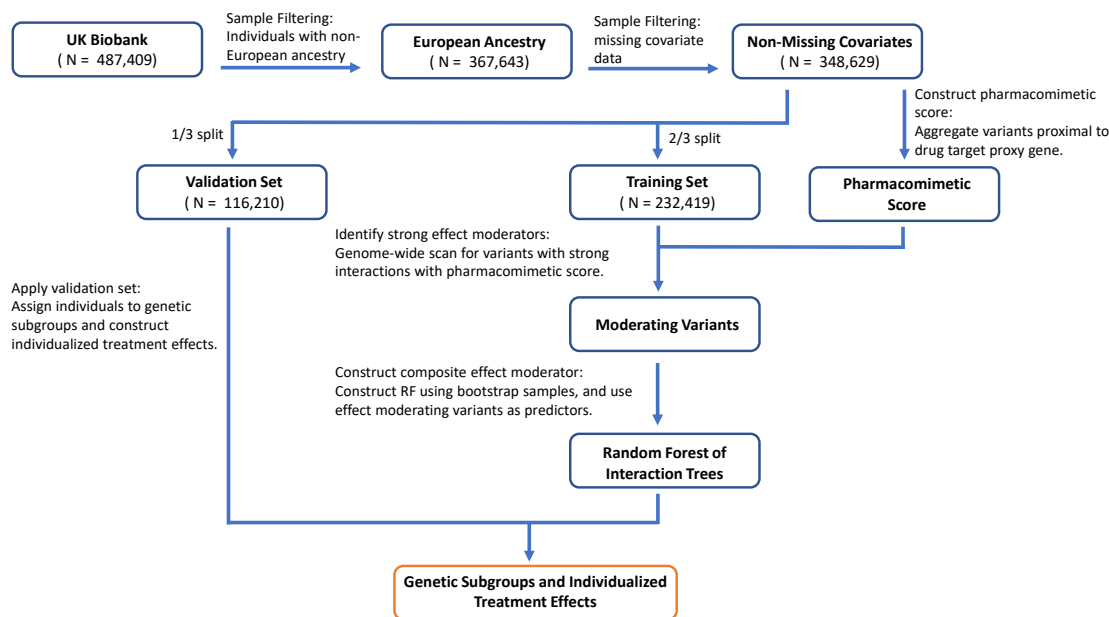 UK Biobank
( N =  487,409)
Sample Filtering:
Individuals with non-
European ancestry
European Ancestry
(N =  367,643)
Sample Filtering:
missing covariate
data
Non-Missing Covariates
( N =  348,629)
Construct pharmacomimetic
score:
Aggregate variants proximal to
drug target proxy gene.
1/3 split
2/3 split
Validation Set
( N =  116,210)
Training Set
( N = 232,419)
Pharmacomimetic
Score
Identify strong effect moderators:
Genome-wide scan for variants with strong
interactions with pharmacomimetic score.
Apply validation set:
Assign individuals to genetic
subgroups and construct
individualized treatment effects.
Moderating Variants
Construct composite effect moderator:
Construct RF using bootstrap samples, and use
effect moderating variants as predictors.
Random Forest of
Interaction Trees
Genetic Subgroups and Individualized
Treatment Effects